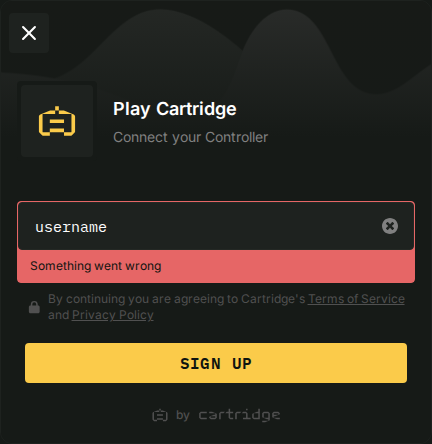 Play Cartridge
Connect your Controller
username
Something went wrong
By continuing you are agreeing to Cartridge's Terms of Service
and Privacy Policy
SIGN UP
by cartridge